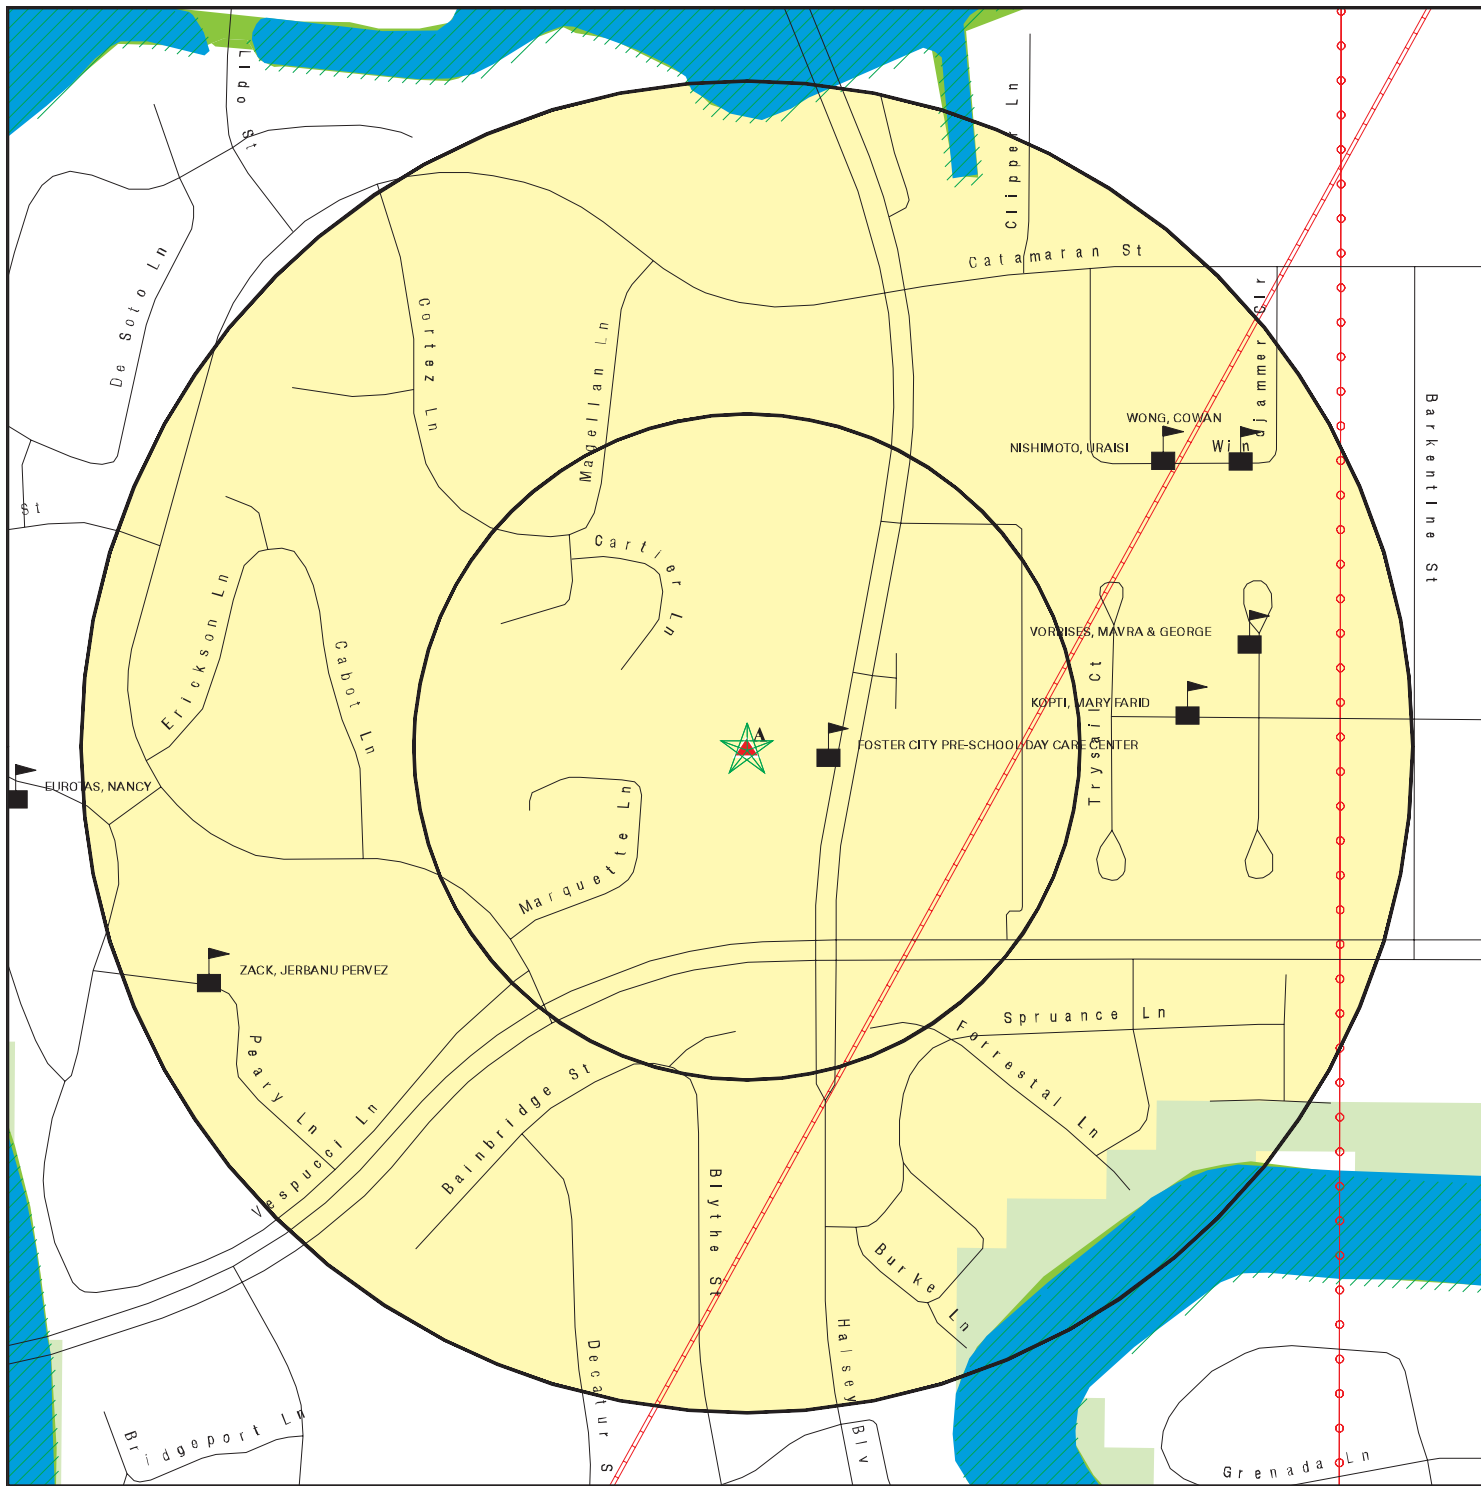 Lido St
Clipper Ln
De Soto Ln
Catamaran St
Cortez Ln
Magellan Ln
Windjammer Cir
Barkentine St
WONG, COWAN
NISHIMOTO, URAISI
St
Cartier Ln
Erickson Ln
Cabot Ln
VORRISES, MAVRA & GEORGE
KOPTI, MARY FARID
Trysail Ct
A
FOSTER CITY PRE-SCHOOL DAY CARE CENTER
EUROTAS, NANCY
Marquette Ln
ZACK, JERBANU PERVEZ
Spruance Ln
Forrestal Ln
Peary Ln
Vespucci Ln
Bainbridge St
Blythe St
Burke Ln
Halsey Blv
Decatur S
Bridgeport Ln
Grenada Ln